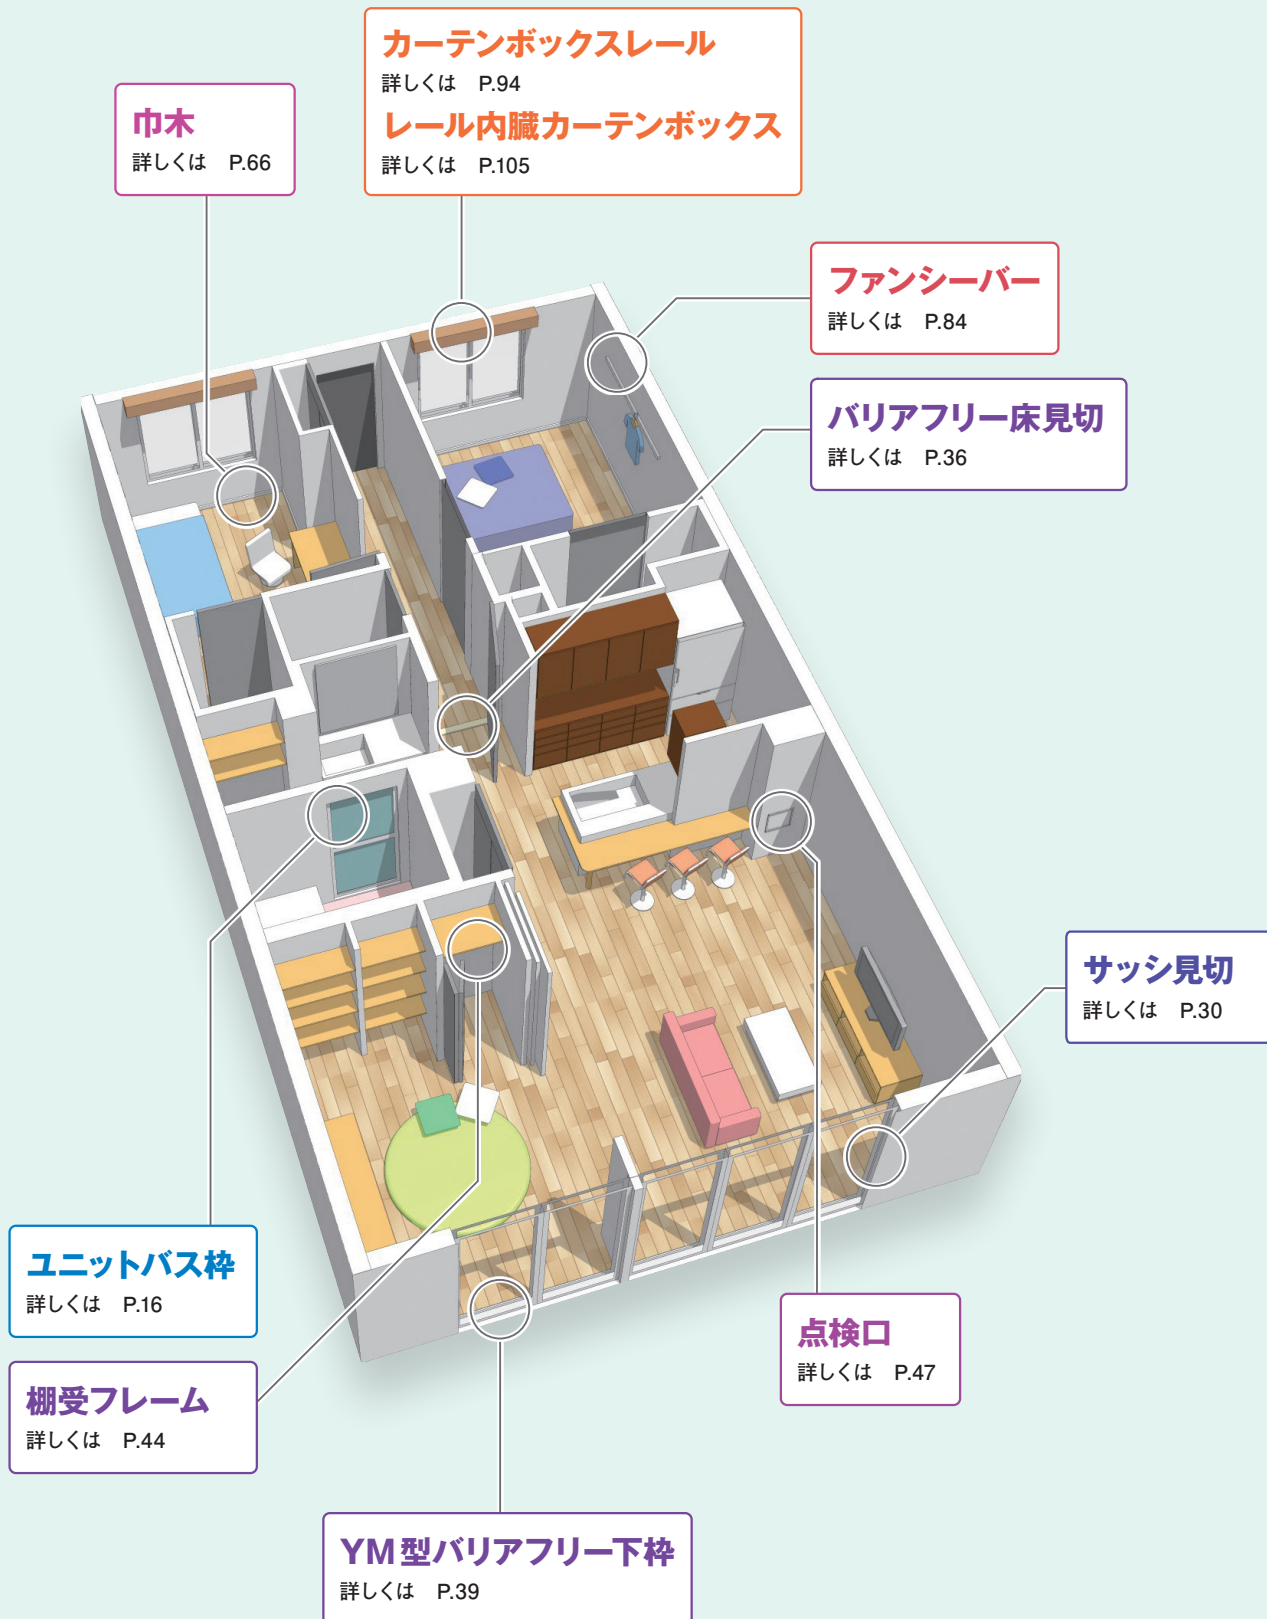 カーテンボックスレール
詳しくは P.94
レール内臓カーテンボックス
詳しくは P.105
巾木
詳しくは P.66
ファンシーバー
詳しくは P.84
バリアフリー床見切
詳しくは P.36
サッシ見切
詳しくは P.30
ユニットバス枠
詳しくは P.16
点検口
詳しくは P.47
棚受フレーム
詳しくは P.44
YM型バリアフリー下枠
詳しくは P.39